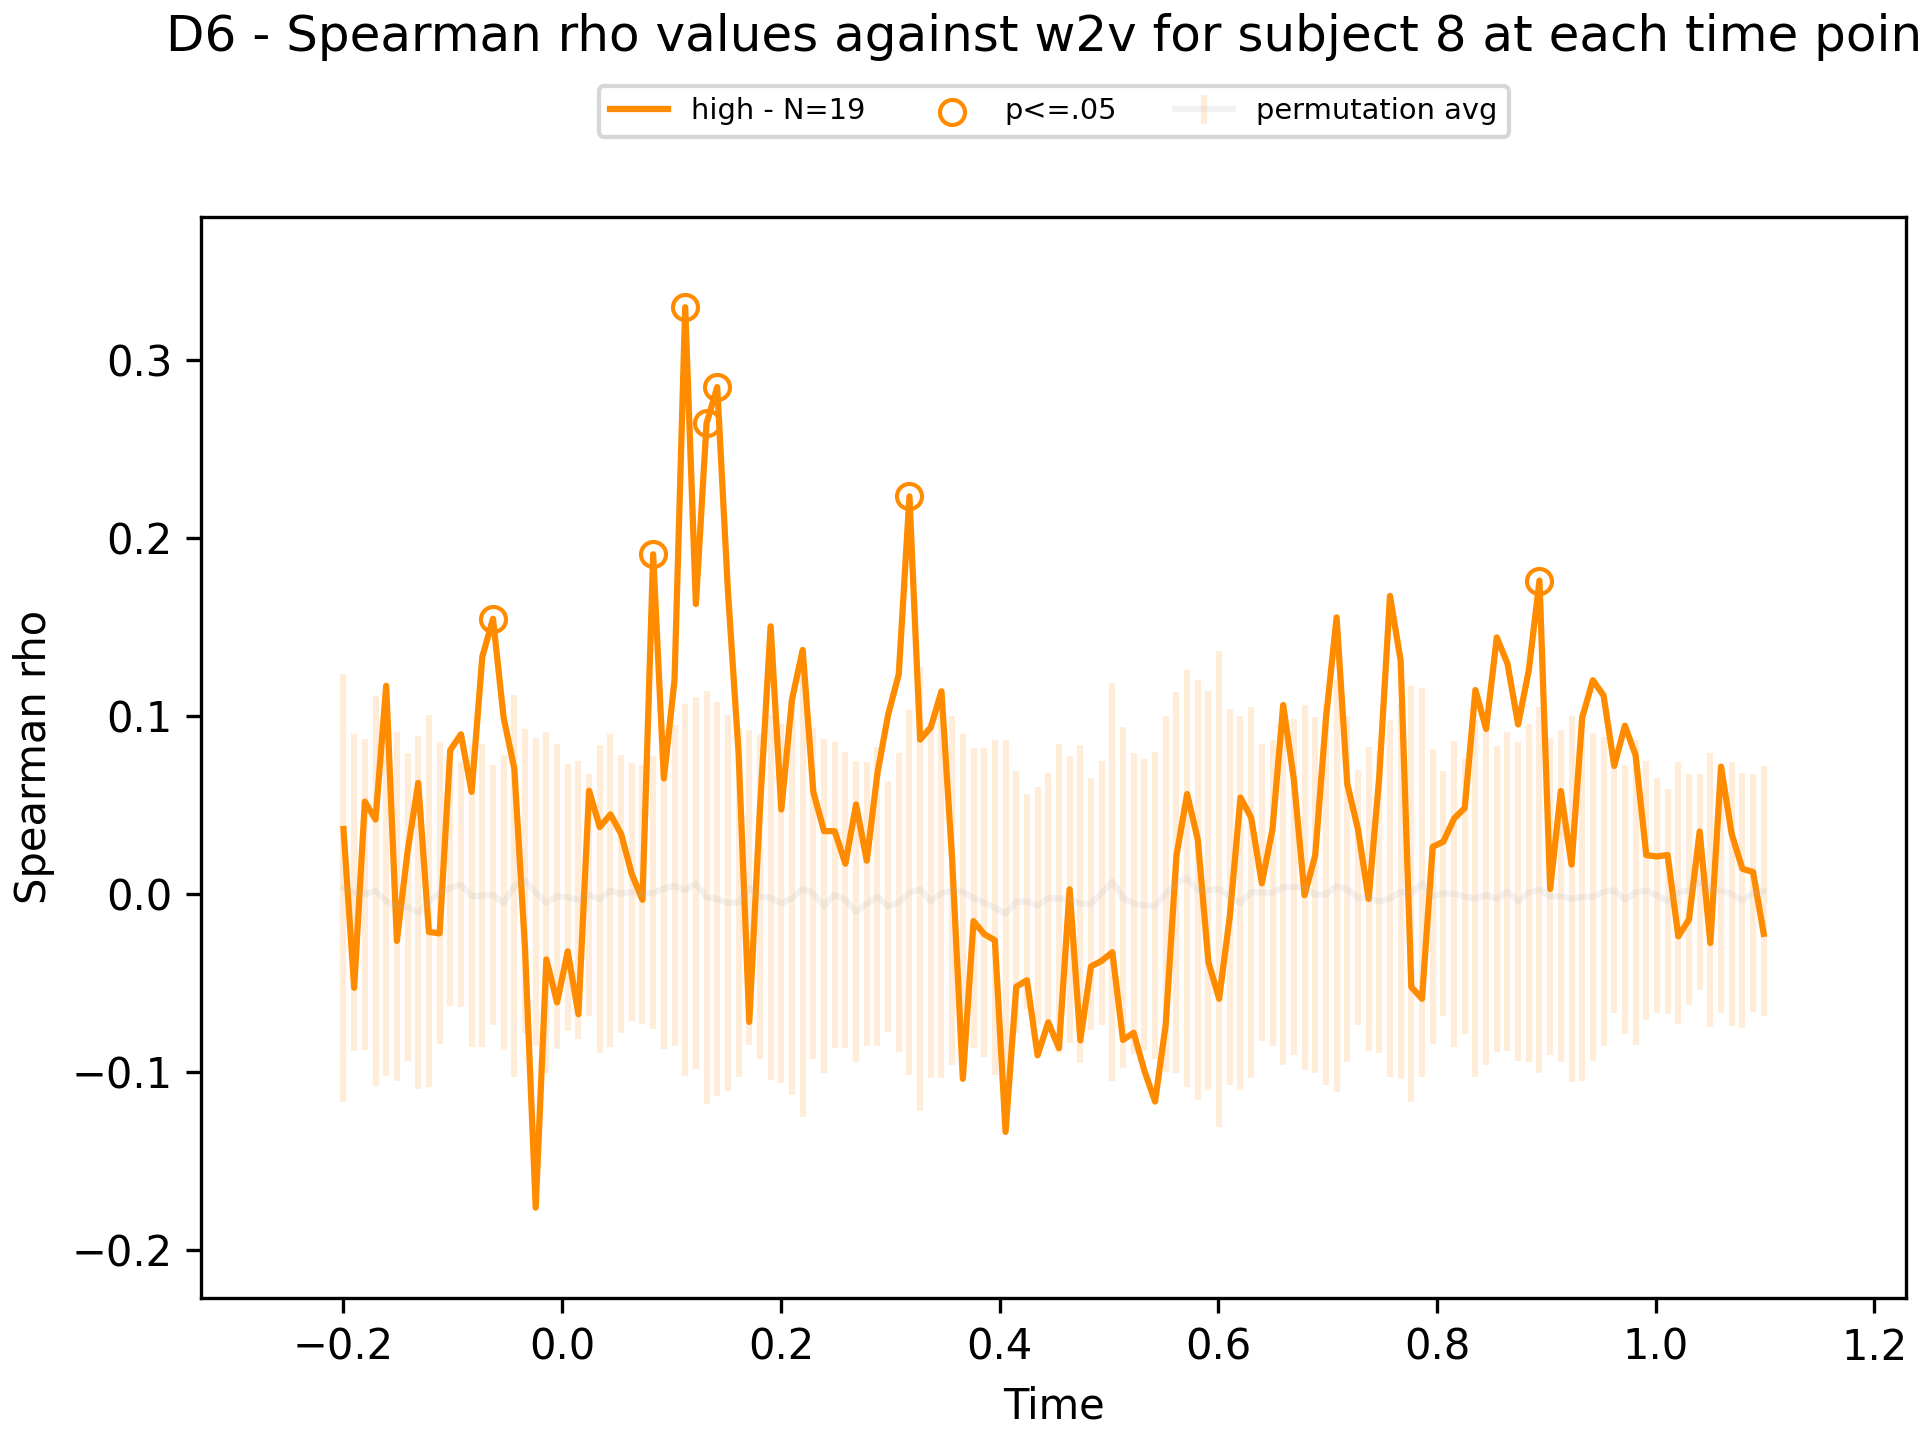 D6 - Spearman rho values against w2v for subject 8 at each time poin
high - N=19 p<=.05 permutation avg
Spearman rho
0.3
0.2
0.1
0.0
−0.1
−0.2
−0.2 0.0 0.2 0.4 0.6 0.8 1.0 1.2
Time